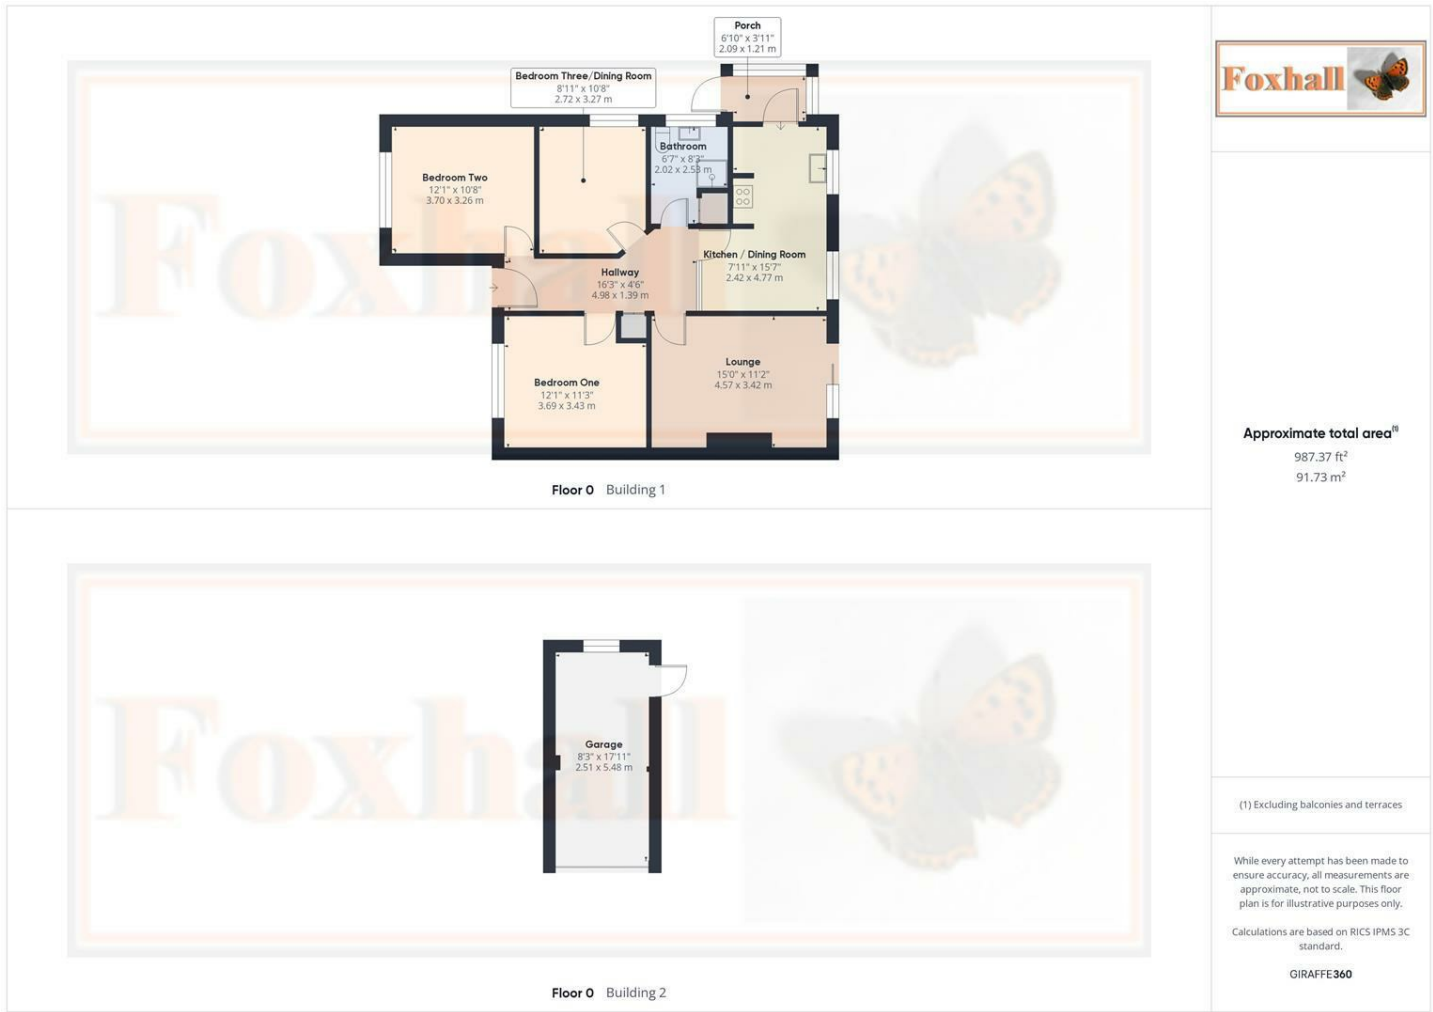 Porch
6'10" x 3'11"
2.09 x 1.21 m
Bedroom Three/Dining Room
8'11" x 10'8"
2.72 x 3.27 m
Bathroom
6'7" x 8'3"
2.02 x 2.53 m
Bedroom Two
12'1" x 10'8"
3.70 x 3.26 m
Kitchen / Dining Room
7'11" x 15'7"
2.42 x 4.77 m
Hallway
16'3" x 4'6"
4.98 x 1.39 m
Lounge
15'0" x 11'2"
4.57 x 3.42 m
Bedroom One
12'1" x 11'3"
3.69 x 3.43 m
Foxhall
Floor 0 Building 1
Garage
8'3" x 17'11"
2.51 x 5.48 m
Foxhall
Floor 0 Building 2
Foxhall
Approximate total area(1)
987.37 ft²
91.73 m²
(1) Excluding balconies and terraces
While every attempt has been made to
ensure accuracy, all measurements are
approximate, not to scale. This floor
plan is for illustrative purposes only.
Calculations are based on RICS IPMS 3C
standard.
GIRAFFE360